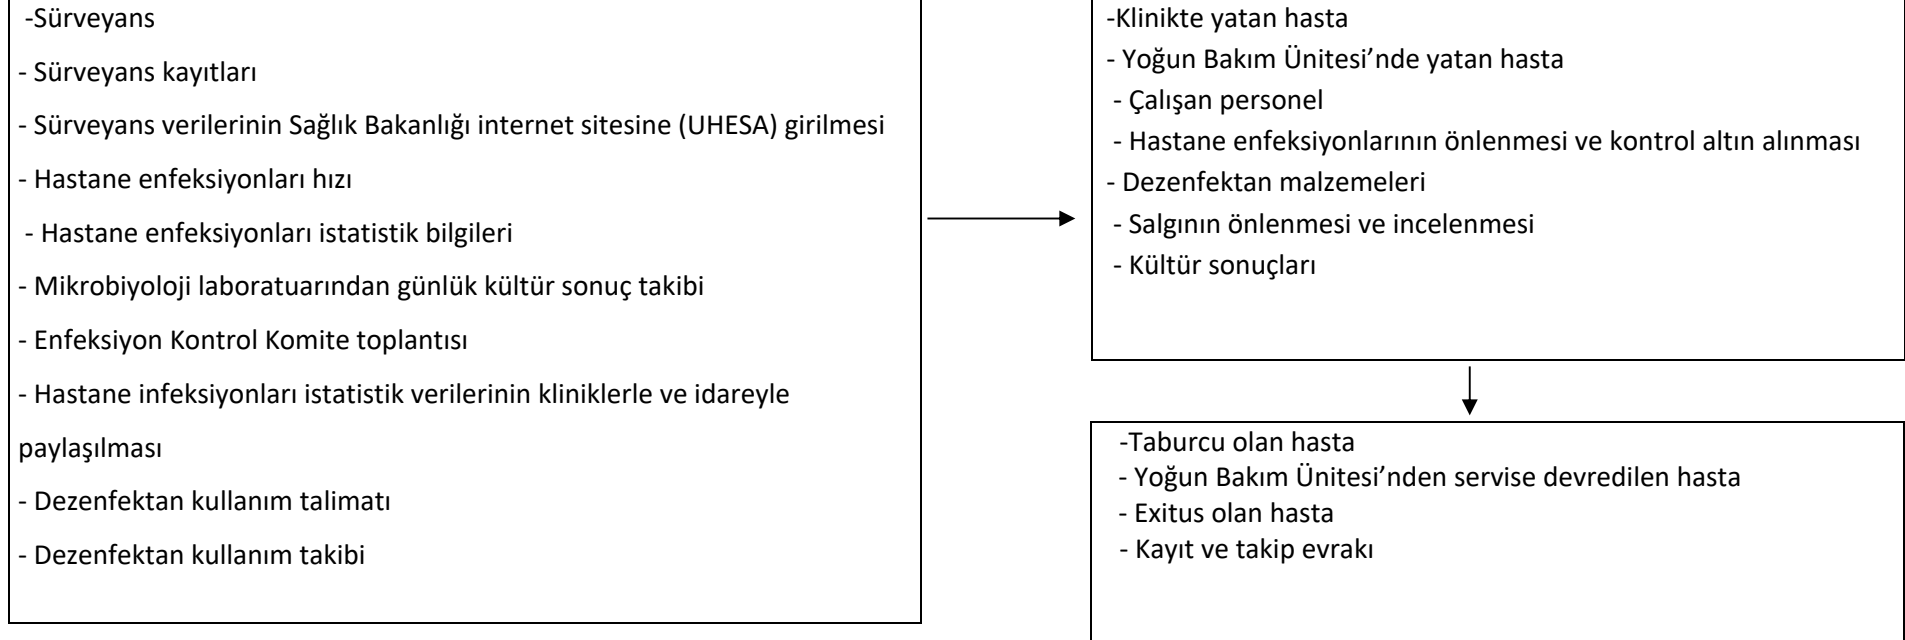 -Sürveyans
- Sürveyans kayıtları
- Sürveyans verilerinin Sağlık Bakanlığı internet sitesine (UHESA) girilmesi
- Hastane enfeksiyonları hızı
- Hastane enfeksiyonları istatistik bilgileri
- Mikrobiyoloji laboratuarından günlük kültür sonuç takibi
- Enfeksiyon Kontrol Komite toplantısı
- Hastane infeksiyonları istatistik verilerinin kliniklerle ve idareyle
paylaşılması
- Dezenfektan kullanım talimatı
- Dezenfektan kullanım takibi
-Klinikte yatan hasta
- Yoğun Bakım Ünitesi’nde yatan hasta
- Çalışan personel
- Hastane enfeksiyonlarının önlenmesi ve kontrol altın alınması
- Dezenfektan malzemeleri
- Salgının önlenmesi ve incelenmesi
- Kültür sonuçları
-Taburcu olan hasta
- Yoğun Bakım Ünitesi’nden servise devredilen hasta
- Exitus olan hasta
- Kayıt ve takip evrakı